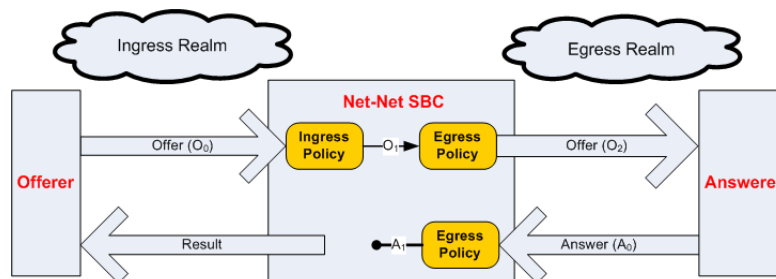 Ingress Realm
Egress Realm
Net-Net SBC
Offerer
Offer (O₀)
Ingress
Policy
O₁
Egress
Policy
Offer (O₂)
Answere
Result
A₁
Egress
Policy
Answer (A₀)